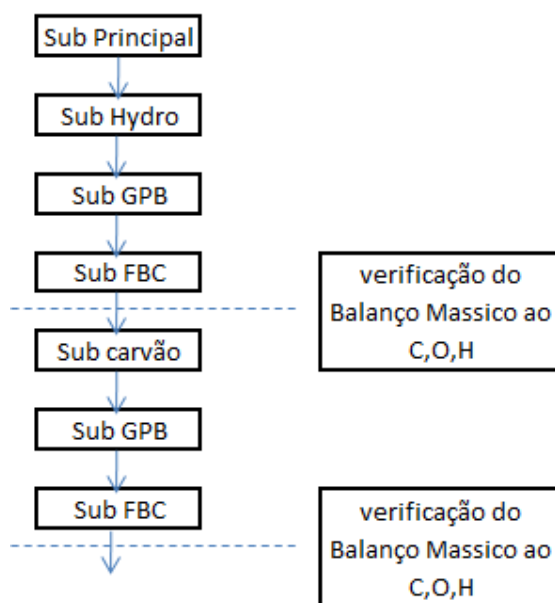 Sub Principal
Sub Hydro
Sub GPB
Sub FBC
verificação do
Balanço Massico ao
C,O,H
Sub carvão
Sub GPB
Sub FBC
verificação do
Balanço Massico ao
C,O,H